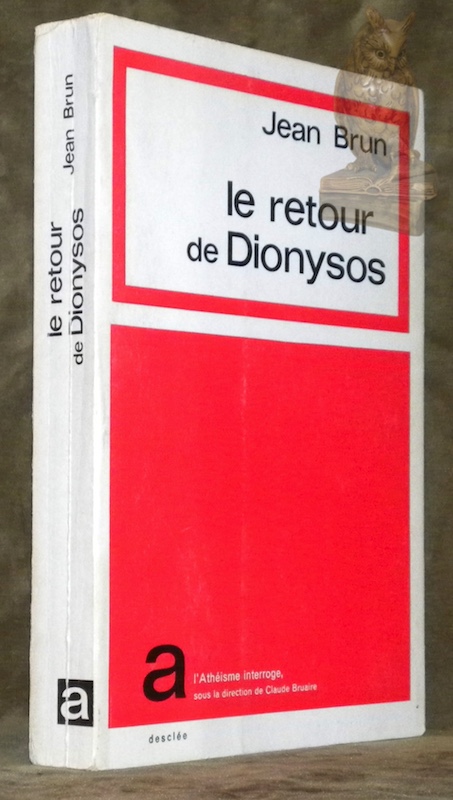 le retour
de Dionysos
Jean Brun
a
Jean Brun
le retour
de Dionysos
a
l'Athéisme interroge,
sous la direction de Claude Bruaire
desclée